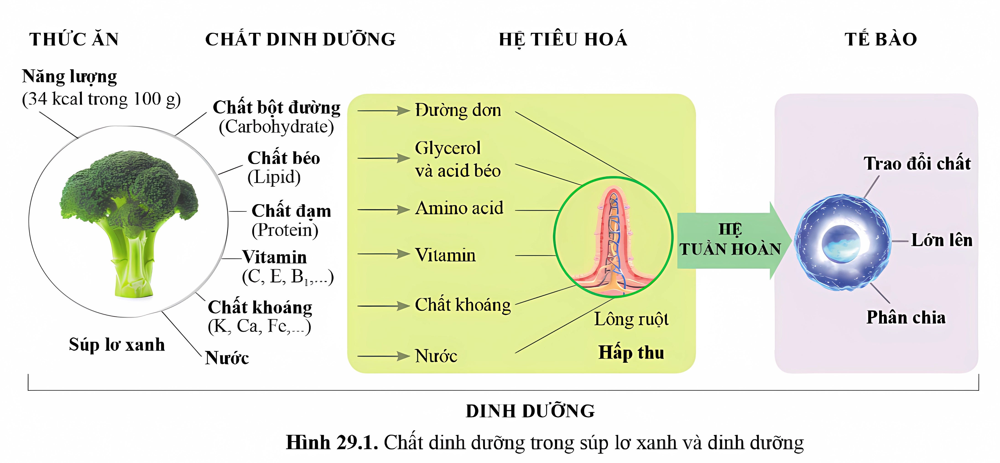 THỨC ĂN
CHẤT DINH DƯỠNG
HỆ TIÊU HOÁ
TẾ BÀO
Năng lượng
(34 kcal trong 100 g)
Chất bột đường
(Carbohydrate)
Chất béo
(Lipid)
Chất đạm
(Protein)
Vitamin
(C, E, B₁,...)
Chất khoáng
(K, Ca, Fe,...)
Nước
Súp lơ xanh
Đường đơn
Glycerol
và acid béo
Amino acid
Vitamin
Chất khoáng
Nước
Lông ruột
Hấp thu
HỆ
TUẦN HOÀN
Trao đổi chất
Lớn lên
Phân chia
DINH DƯỠNG
Hình 29.1. Chất dinh dưỡng trong súp lơ xanh và dinh dưỡng